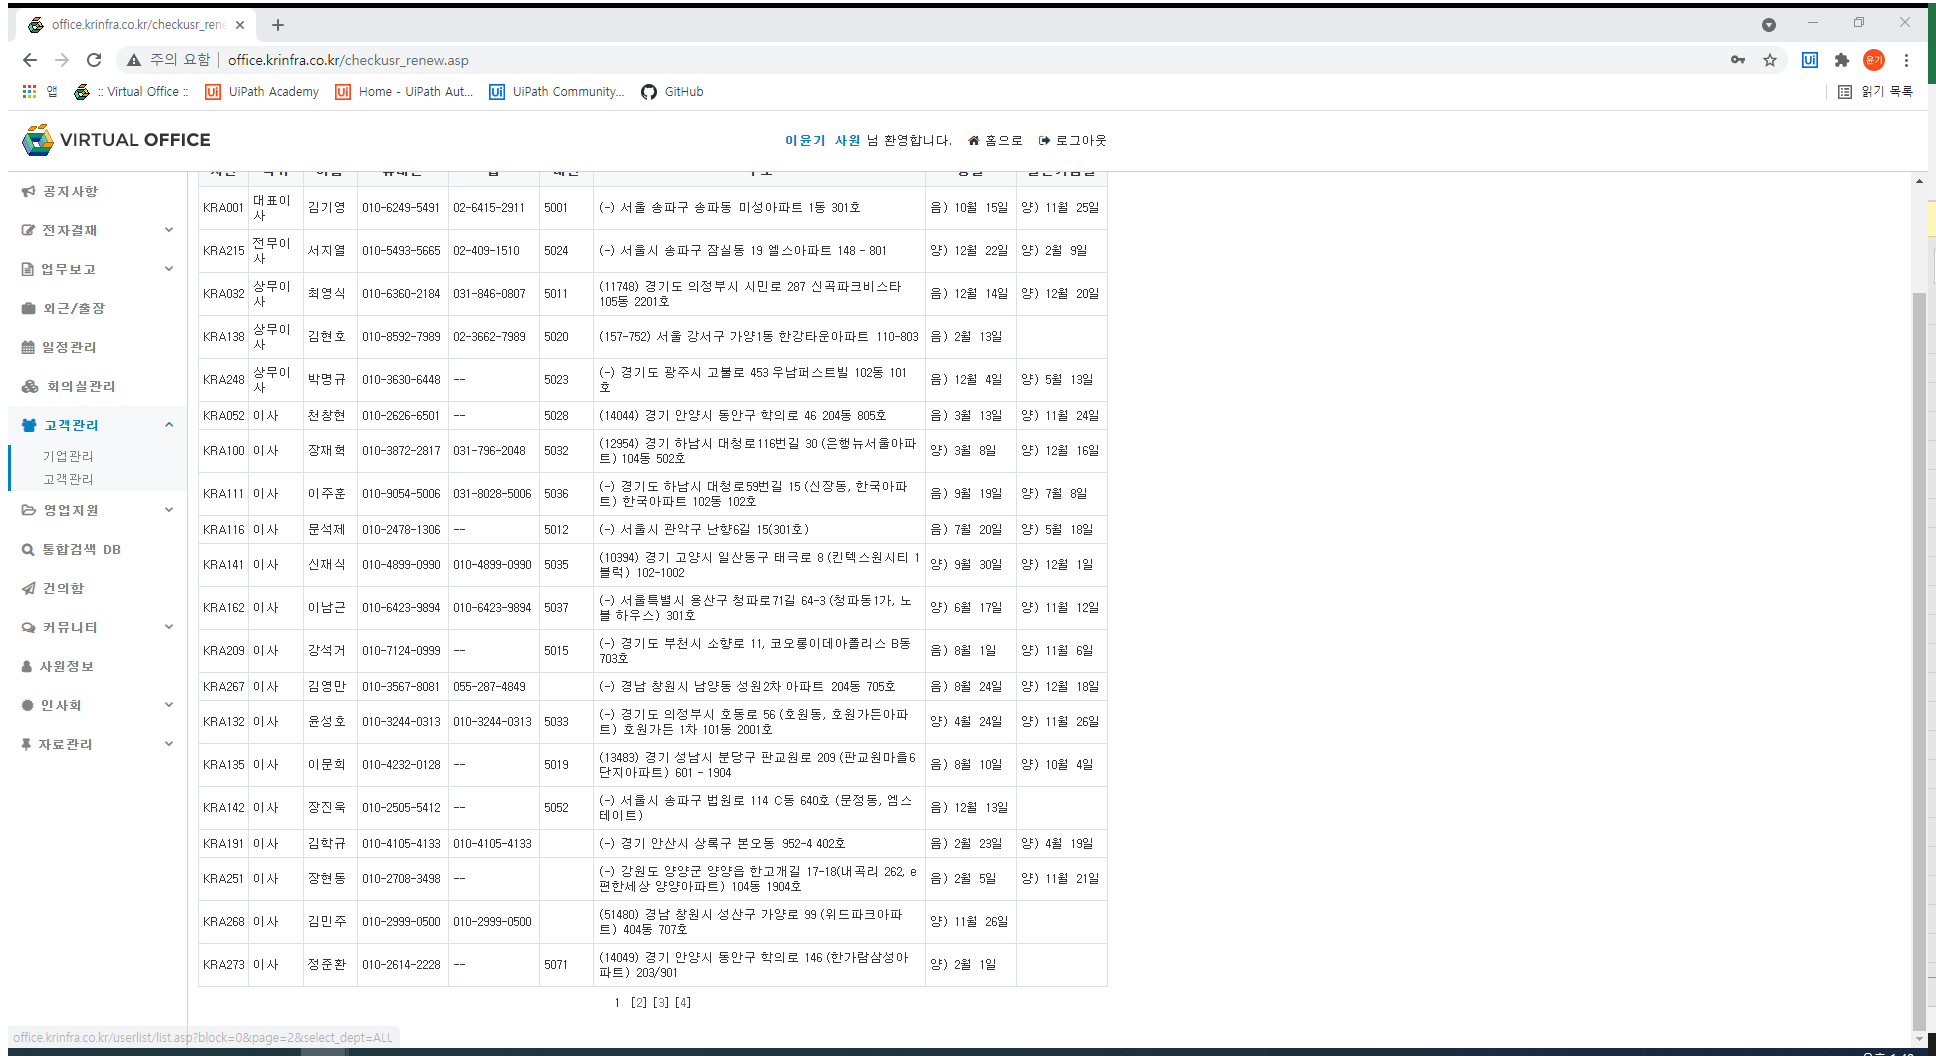 office.krinfra.co.kr/checkusr_rene
주의 요함 office.krinfra.co.kr/checkusr_renew.asp
윤기
앱 :: Virtual Office :: UiPath Academy Home - UiPath Aut... UiPath Community... GitHub 읽기 목록
VIRTUAL OFFICE 이윤기 사원 님 환영합니다. 홈으로 로그아웃
공지사항
전자결재
업무보고
외근/출장
일정관리
회의실관리
고객관리
기업관리
고객관리
영업지원
통합검색 DB
건의함
커뮤니티
사원정보
인사회
자료관리
KRA001 대표이사 김기영 010-6249-5491 02-6415-2911 5001 (-) 서울 송파구 송파동 미성아파트 1동 301호 음) 10월 15일 양) 11월 25일
KRA215 전무이사 서지열 010-5493-5665 02-409-1510 5024 (-) 서울시 송파구 잠실동 19 엘스아파트 148 - 801 양) 12월 22일 양) 2월 9일
KRA032 상무이사 최영식 010-6360-2184 031-846-0807 5011 (11748) 경기도 의정부시 시민로 287 신곡파크비스타 105동 2201호 음) 12월 14일 양) 12월 20일
KRA138 상무이사 김현호 010-8592-7989 02-3662-7989 5020 (157-752) 서울 강서구 가양1동 한강타운아파트 110-803 음) 2월 13일
KRA248 상무이사 박명규 010-3630-6448 -- 5023 (-) 경기도 광주시 고불로 453 우남퍼스트빌 102동 101호 음) 12월 4일 양) 5월 13일
KRA052 이사 천창현 010-2626-6501 -- 5028 (14044) 경기 안양시 동안구 학의로 46 204동 805호 음) 3월 13일 양) 11월 24일
KRA100 이사 장재혁 010-3872-2817 031-796-2048 5032 (12954) 경기 하남시 대청로116번길 30 (은행뉴서울아파트) 104동 502호 양) 3월 8일 양) 12월 16일
KRA111 이사 이주훈 010-9054-5006 031-8028-5006 5036 (-) 경기도 하남시 대청로59번길 15 (신장동, 한국아파트) 한국아파트 102동 102호 음) 9월 19일 양) 7월 8일
KRA116 이사 문석제 010-2478-1306 -- 5012 (-) 서울시 관악구 난향6길 15(301호) 음) 7월 20일 양) 5월 18일
KRA141 이사 신재식 010-4899-0990 010-4899-0990 5035 (10394) 경기 고양시 일산동구 태극로 8 (킨텍스원시티 1블럭) 102-1002 양) 9월 30일 양) 12월 1일
KRA162 이사 이남근 010-6423-9894 010-6423-9894 5037 (-) 서울특별시 용산구 청파로71길 64-3 (청파동1가, 노블 하우스) 301호 양) 6월 17일 양) 11월 12일
KRA209 이사 강석거 010-7124-0999 -- 5015 (-) 경기도 부천시 소향로 11, 코오롱이데아폴리스 B동 703호 음) 8월 1일 양) 11월 6일
KRA267 이사 김영만 010-3567-8081 055-287-4849 (-) 경남 창원시 남양동 성원2차 아파트 204동 705호 음) 8월 24일 양) 12월 18일
KRA132 이사 윤성호 010-3244-0313 010-3244-0313 5033 (-) 경기도 의정부시 호동로 56 (호원동, 호원가든아파트) 호원가든 1차 101동 2001호 양) 4월 24일 양) 11월 26일
KRA135 이사 이문희 010-4232-0128 -- 5019 (13483) 경기 성남시 분당구 판교원로 209 (판교원마을6단지아파트) 601 - 1904 음) 8월 10일 양) 10월 4일
KRA142 이사 장진욱 010-2505-5412 -- 5052 (-) 서울시 송파구 법원로 114 C동 640호 (문정동, 엠스테이트) 음) 12월 13일
KRA191 이사 김학규 010-4105-4133 010-4105-4133 (-) 경기 안산시 상록구 본오동 952-4 402호 음) 2월 23일 양) 4월 19일
KRA251 이사 장현동 010-2708-3498 -- (-) 강원도 양양군 양양읍 한고개길 17-18(내곡리 262, e편한세상 양양아파트) 104동 1904호 음) 2월 5일 양) 11월 21일
KRA268 이사 김민주 010-2999-0500 010-2999-0500 (51480) 경남 창원시 성산구 가양로 99 (위드파크아파트) 404동 707호 양) 11월 26일
KRA273 이사 정준환 010-2614-2228 -- 5071 (14049) 경기 안양시 동안구 학의로 146 (한가람삼성아파트) 203/901 양) 2월 1일
1 [2] [3] [4]
office.krinfra.co.kr/userlist/list.asp?block=0&page=2&select_dept=ALL